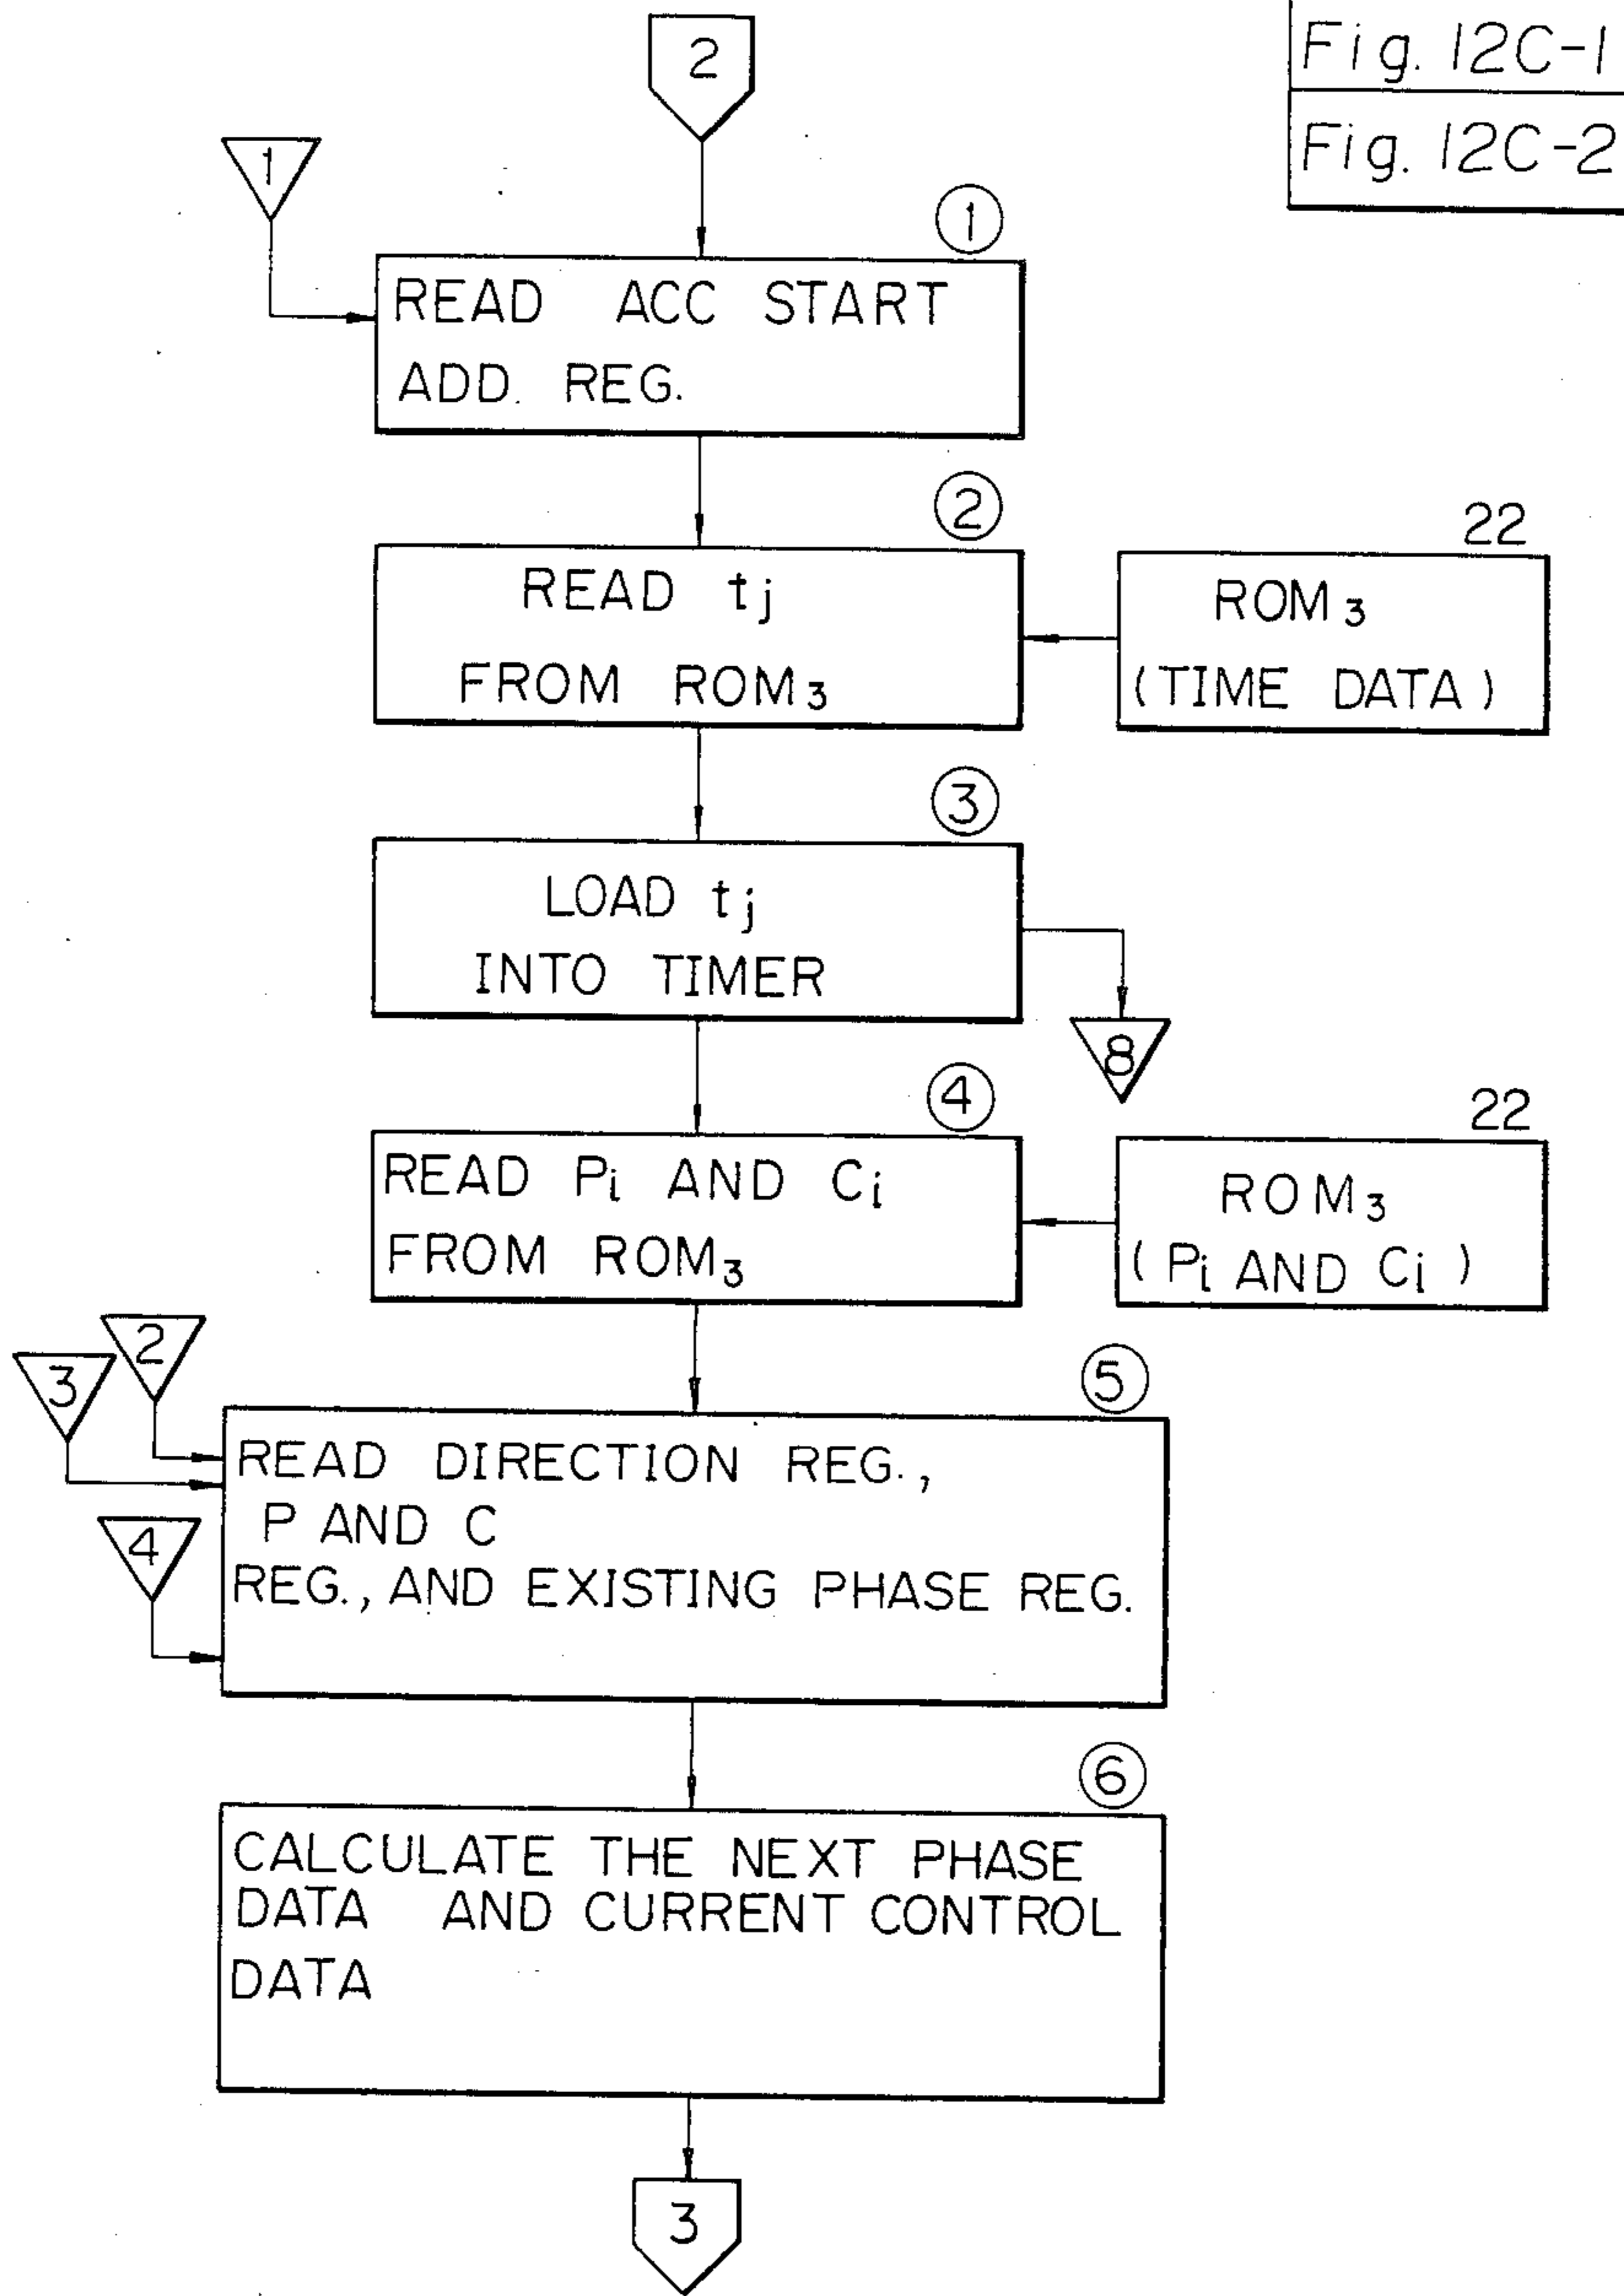 Fig. 12C-1
Fig. 12C-2
2
1
①
READ ACC START
ADD. REG.
②
READ tj
FROM ROM₃
22
ROM₃
(TIME DATA)
③
LOAD tj
INTO TIMER
8
④
READ Pi AND Ci
FROM ROM₃
22
ROM₃
(Pi AND Ci)
2
3
4
⑤
READ DIRECTION REG.,
P AND C
REG., AND EXISTING PHASE REG.
⑥
CALCULATE THE NEXT PHASE
DATA AND CURRENT CONTROL
DATA
3